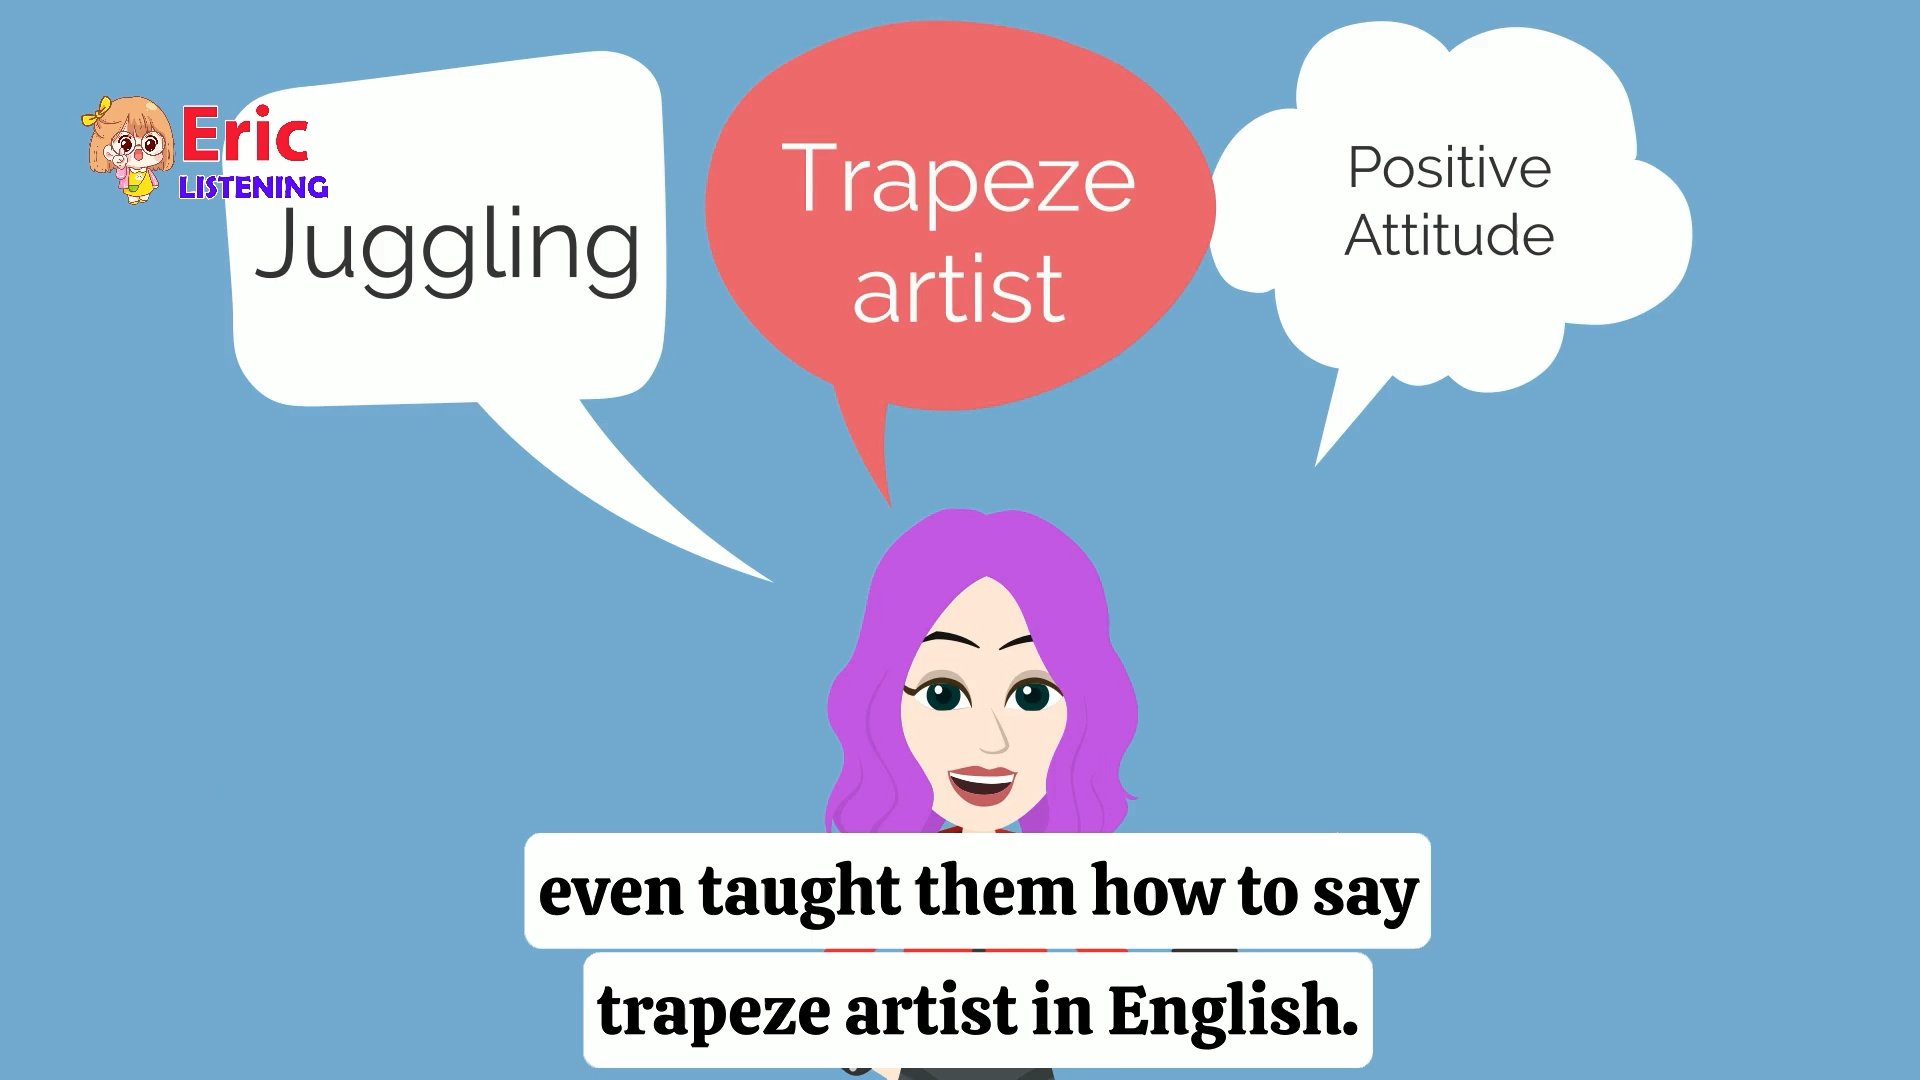 Eric
LISTENING
Juggling
Trapeze
artist
Positive
Attitude
even taught them how to say
trapeze artist in English.